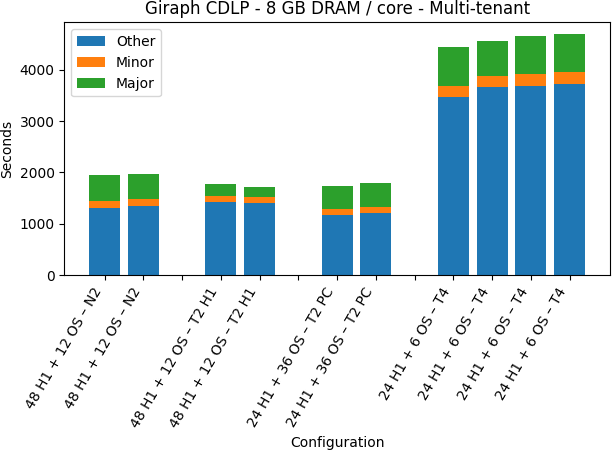 Giraph CDLP - 8 GB DRAM / core - Multi-tenant
Other
Minor
Major
Seconds
4000
3000
2000
1000
0
48 H1 + 12 OS – N2
48 H1 + 12 OS – N2
48 H1 + 12 OS – T2 H1
48 H1 + 12 OS – T2 H1
24 H1 + 36 OS – T2 PC
24 H1 + 36 OS – T2 PC
24 H1 + 6 OS – T4
24 H1 + 6 OS – T4
24 H1 + 6 OS – T4
24 H1 + 6 OS – T4
Configuration